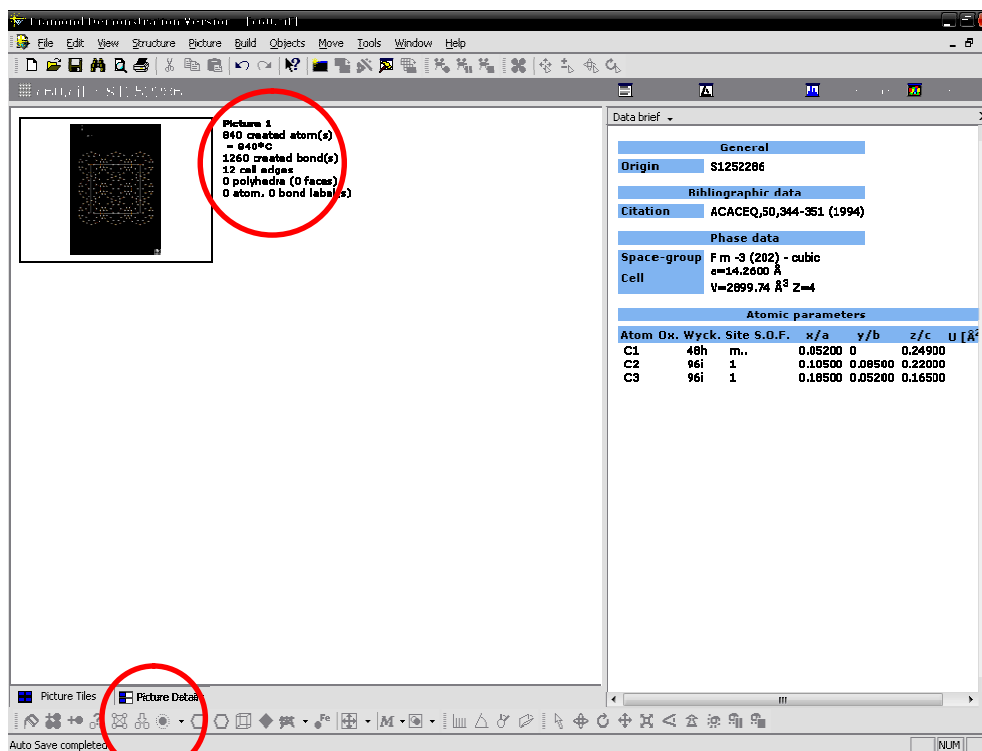 File Edit View Structure Picture Build Objects Move Tools Window Help
Picture 1
840 created atom(s)
= 840*C
1260 created bond(s)
12 cell edges
0 polyhedra (0 faces)
0 atom, 0 bond label(s)
Data brief
General
Origin S1252286
Bibliographic data
Citation ACACEQ,50,344-351 (1994)
Phase data
Space-group F m -3 (202) - cubic
Cell a=14.2600 Å
V=2899.74 Å³ Z=4
Atomic parameters
Atom Ox. Wyck. Site S.O.F. x/a y/b z/c U [Å²
C1 48h m.. 0.05200 0 0.24900
C2 96i 1 0.10500 0.08500 0.22000
C3 96i 1 0.18500 0.05200 0.16500
Picture Tiles Picture Details
Fe M
Auto Save completed NUM